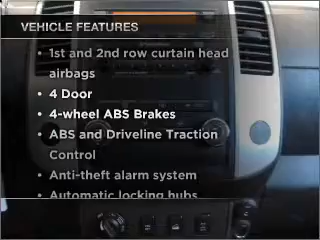 VEHICLE FEATURES
• 1st and 2nd row curtain head
airbags
• 4 Door
• 4-wheel ABS Brakes
• ABS and Driveline Traction
Control
• Anti-theft alarm system
• Automatic locking hubs